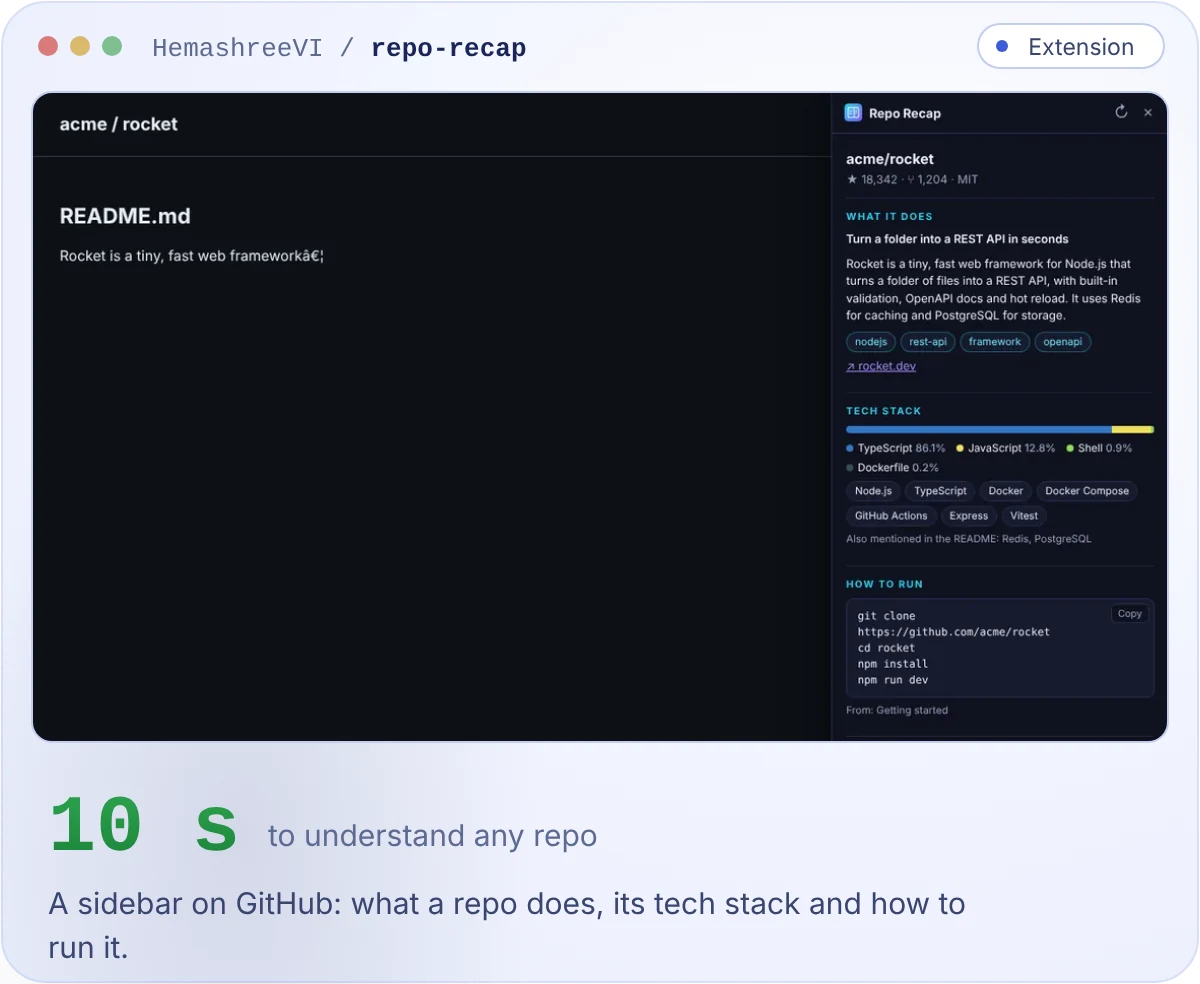 HemashreeVI / repo-recap
Extension
acme / rocket
README.md
Rocket is a tiny, fast web frameworkâ€¦
Repo Recap
acme/rocket
★ 18,342 · ⑂ 1,204 · MIT
WHAT IT DOES
Turn a folder into a REST API in seconds
Rocket is a tiny, fast web framework for Node.js that
turns a folder of files into a REST API, with built-in
validation, OpenAPI docs and hot reload. It uses Redis
for caching and PostgreSQL for storage.
nodejs rest-api framework openapi
↗ rocket.dev
TECH STACK
TypeScript 86.1% JavaScript 12.8% Shell 0.9%
Dockerfile 0.2%
Node.js TypeScript Docker Docker Compose
GitHub Actions Express Vitest
Also mentioned in the README: Redis, PostgreSQL
HOW TO RUN
Copy
git clone
https://github.com/acme/rocket
cd rocket
npm install
npm run dev
From: Getting started
10 s to understand any repo
A sidebar on GitHub: what a repo does, its tech stack and how to
run it.